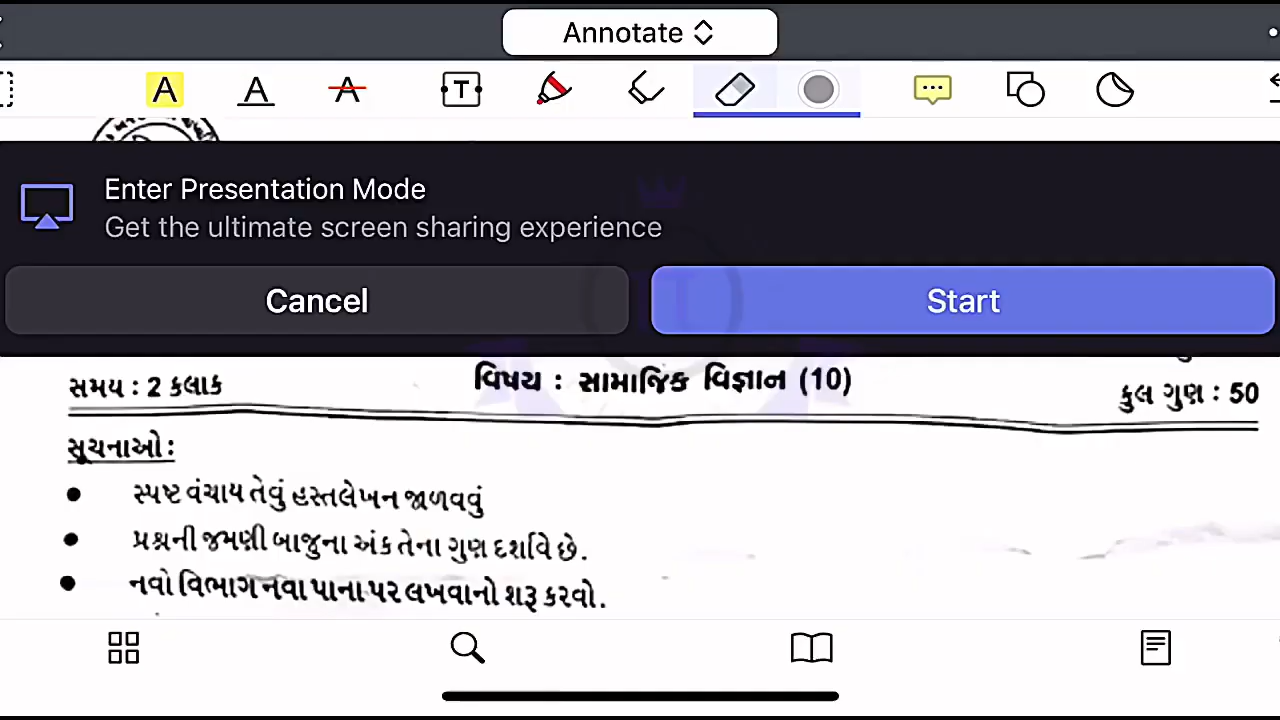 Annotate
A A A T
Enter Presentation Mode
Get the ultimate screen sharing experience
Cancel
Start
સમય : 2 કલાક
વિષય : સામાજિક વિજ્ઞાન (10)
કુલ ગુણ : 50
સૂચનાઓ:
• સ્પષ્ટ વંચાય તેવું હસ્તલેખન જાળવવું
• પ્રશ્નની જમણી બાજુના અંક તેના ગુણ દર્શાવે છે.
• નવો વિભાગ નવા પાના પર લખવાનો શરૂ કરવો.